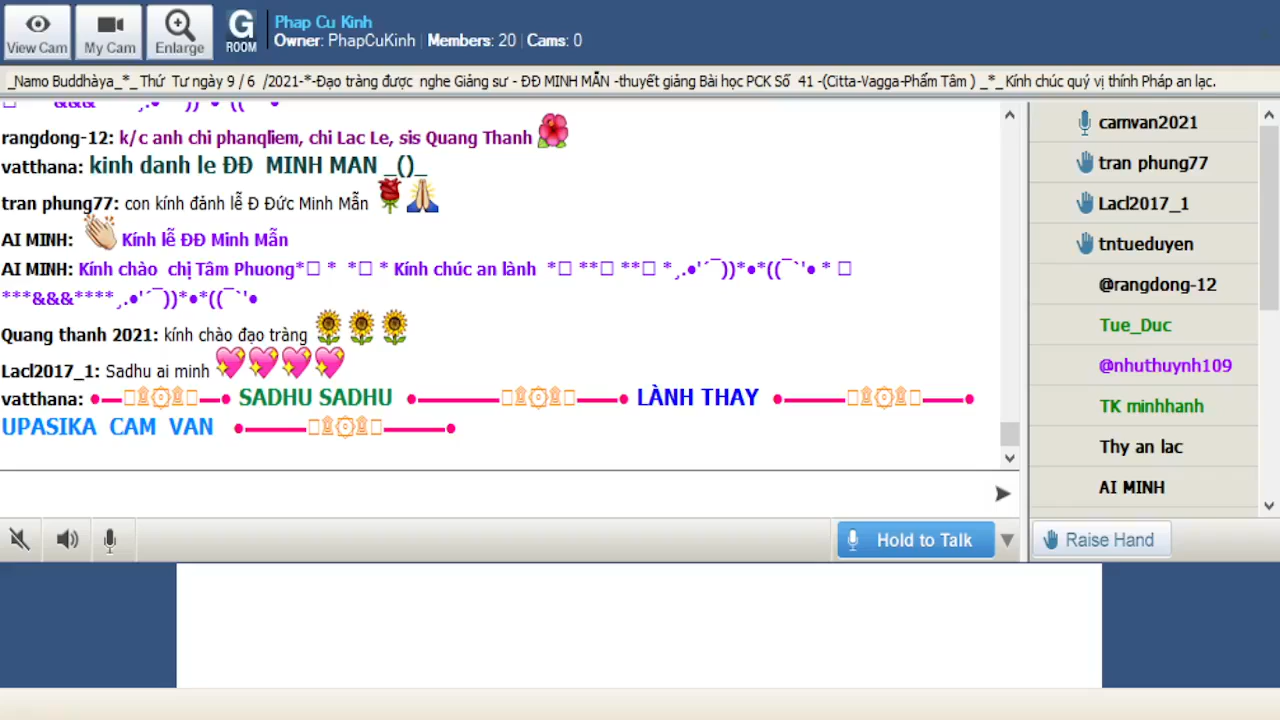 View Cam
My Cam
Enlarge
G
ROOM
Phap Cu Kinh
Owner: PhapCuKinh | Members: 20 | Cams: 0
_Namo Buddhàya_*_ Thứ Tư ngày 9 / 6 /2021-*-Đạo tràng được nghe Giảng sư - ĐĐ MINH MẪN -thuyết giảng Bài học PCK Số 41 -(Citta-Vagga-Phẩm Tâm ) _*_ Kính chúc quý vị thính Pháp an lạc.
rangdong-12: k/c anh chi phanqliem, chi Lac Le, sis Quang Thanh
vatthana: kinh danh le ĐĐ MINH MAN _()_
tran phung77: con kính đảnh lễ Đ Đức Minh Mẫn
AI MINH: Kính lễ ĐĐ Minh Mẫn
AI MINH: Kính chào chị Tâm Phuong* * * * Kính chúc an lành * ** ** *¸.●'´¯))*●*((¯`'● *
***&&&****¸.●'´¯))*●*((¯`'●
Quang thanh 2021: kính chào đạo tràng
Lacl2017_1: Sadhu ai minh
vatthana: SADHU SADHU LÀNH THAY
UPASIKA CAM VAN
camvan2021
tran phung77
Lacl2017_1
tntueduyen
@rangdong-12
Tue_Duc
@nhuthuynh109
TK minhhanh
Thy an lac
AI MINH
Hold to Talk
Raise Hand